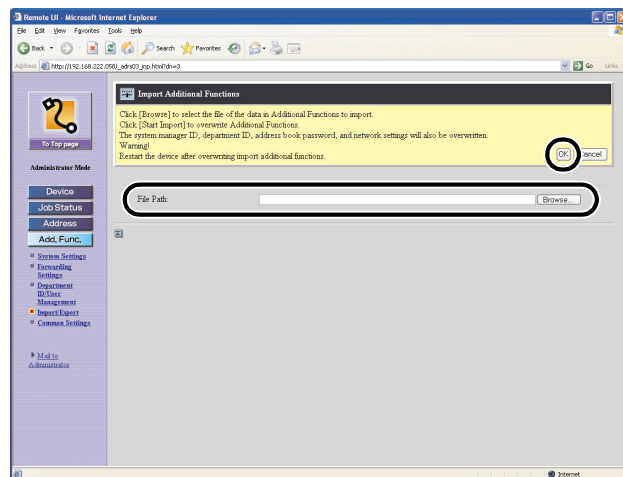 Remote UI - Microsoft Internet Explorer
File Edit View Favorites Tools Help
Back Search Favorites
Address http://192.168.222.058/_adrs03_inp.html?dn=3 Go Links
Import Additional Functions
Click [Browse] to select the file of the data in Additional Functions to import.
Click [Start Import] to overwrite Additional Functions.
The system manager ID, department ID, address book password, and network settings will also be overwritten.
Warning!
Restart the device after overwriting import additional functions.
OK Cancel
File Path: Browse...
To Top page
Administrator Mode
Device
Job Status
Address
Add. Func.
System Settings
Forwarding
Settings
Department
ID/User
Management
Import/Export
Common Settings
Mail to
Administrator
Internet